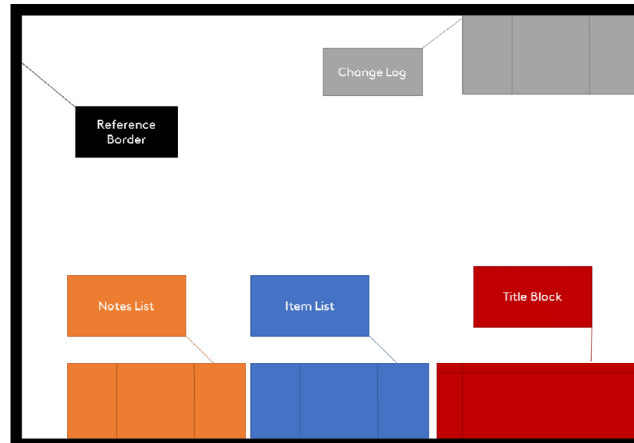 Change Log
Reference
Border
Notes List
Item List
Title Block